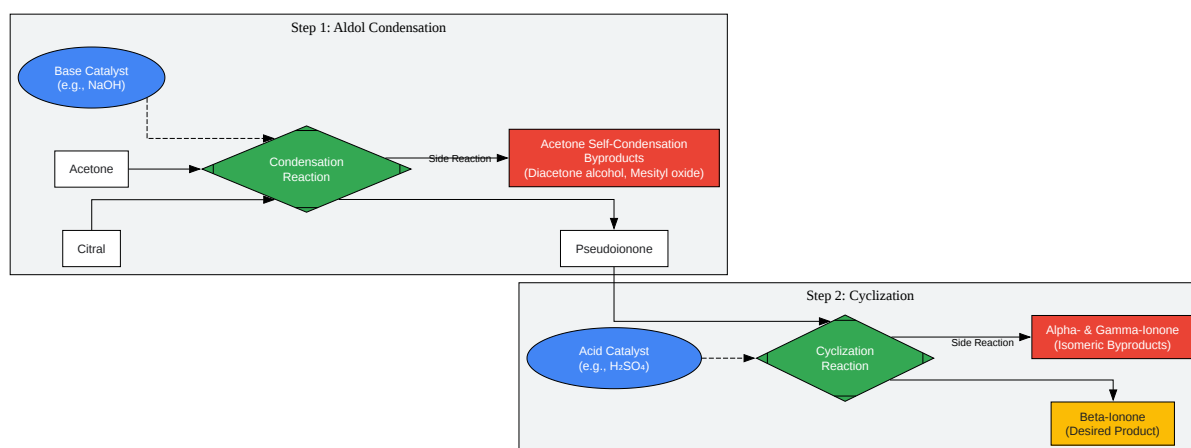 Step 1: Aldol Condensation
Base Catalyst
(e.g., NaOH)
Acetone
Condensation
Reaction
Side Reaction
Acetone Self-Condensation
Byproducts
(Diacetone alcohol, Mesityl oxide)
Citral
Pseudoionone
Step 2: Cyclization
Acid Catalyst
(e.g., H₂SO₄)
Cyclization
Reaction
Side Reaction
Alpha- & Gamma-Ionone
(Isomeric Byproducts)
Beta-Ionone
(Desired Product)